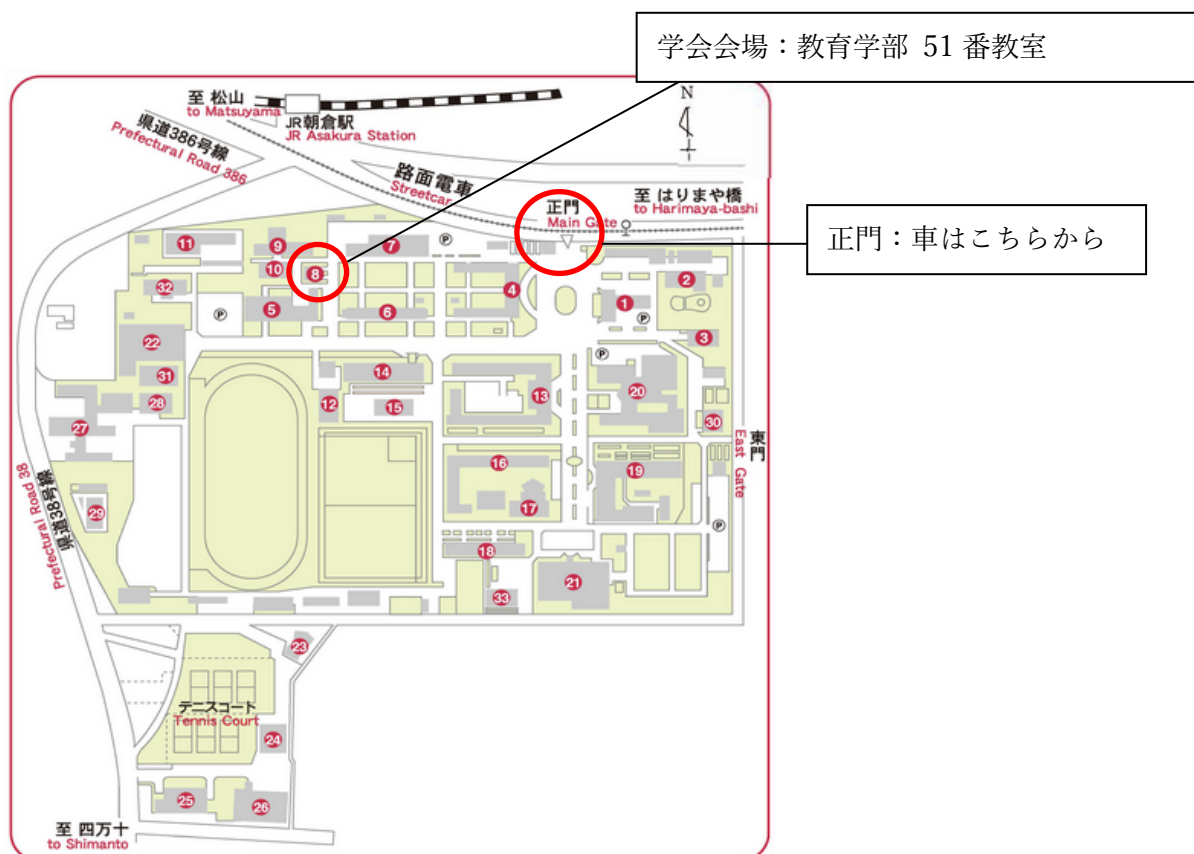 学会会場：教育学部 51 番教室
至 松山
to Matsuyama
JR朝倉駅
JR Asakura Station
県道386号線
Prefectural Road 386
N
路面電車
Streetcar
正門
Main Gate
至 はりまや橋
to Harimaya-bashi
正門：車はこちらから
11
9
7
P
10
8
2
32
4
1
5
6
P
P
3
22
P
14
31
13
20
28
12
15
30
27
東門
East Gate
16
19
県道38号線
Prefectural Road 38
29
17
P
18
21
33
23
テニスコート
Tennis Court
24
25
26
至 四万十
to Shimanto